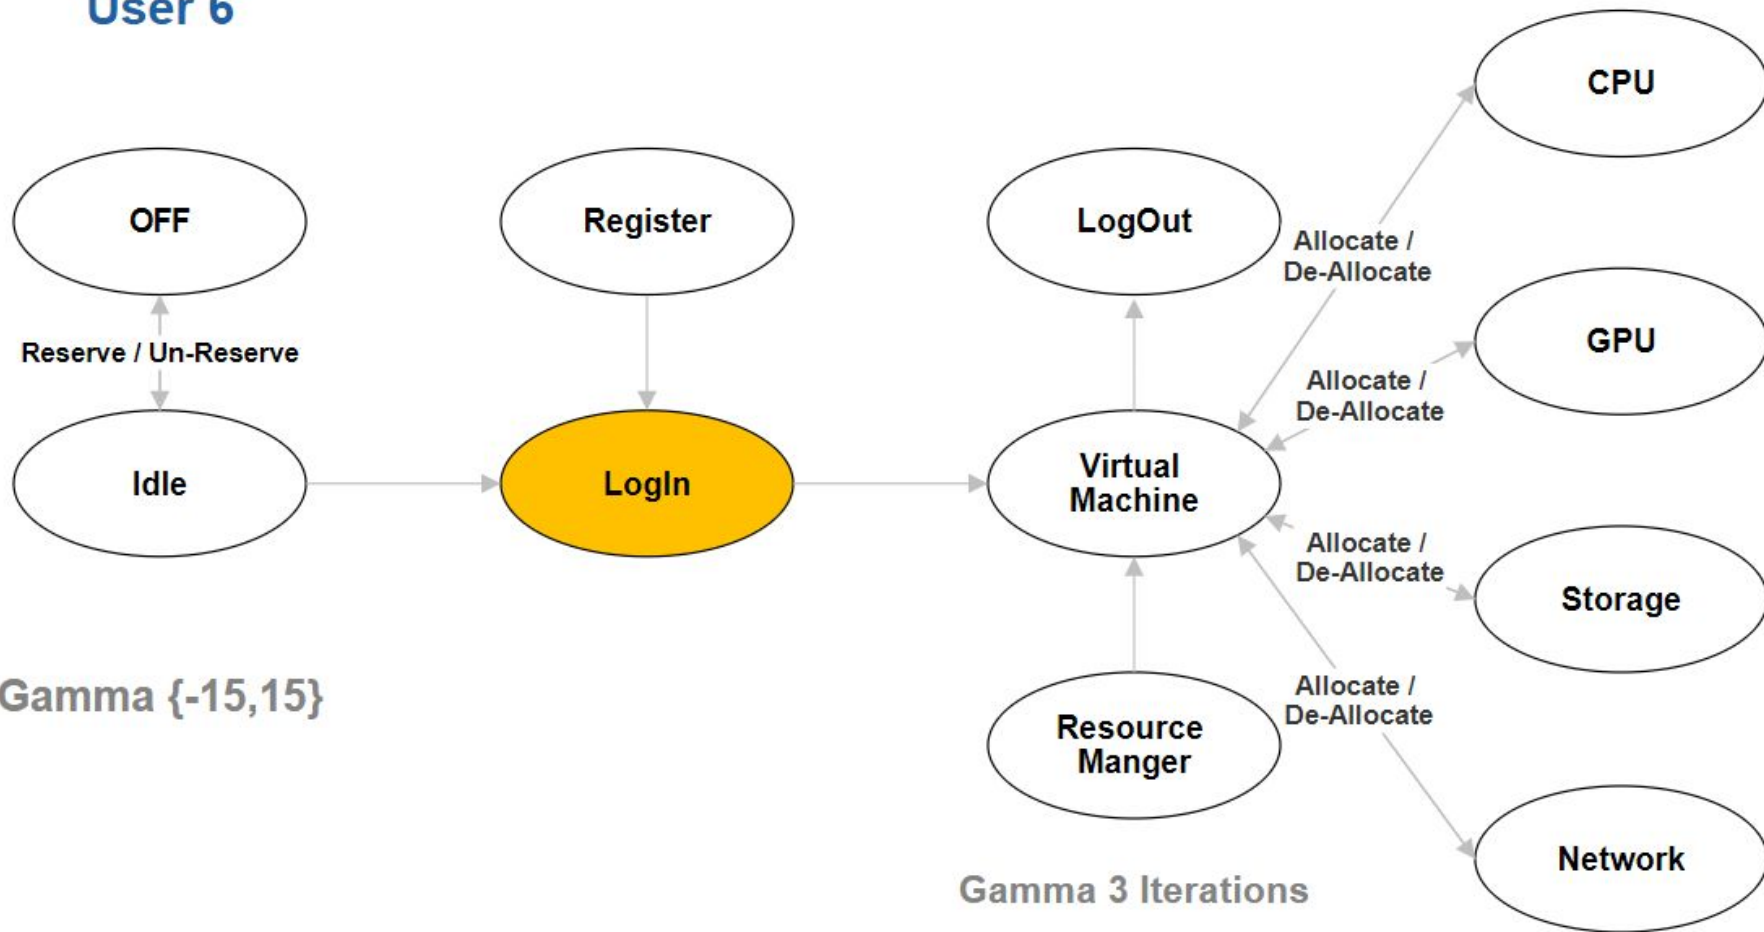 User 6
CPU
OFF
Register
LogOut
Allocate /
De-Allocate
GPU
Reserve / Un-Reserve
Allocate /
De-Allocate
Idle
LogIn
Virtual
Machine
Allocate /
De-Allocate
Storage
Gamma {-15,15}
Allocate /
De-Allocate
Resource
Manger
Network
Gamma 3 Iterations